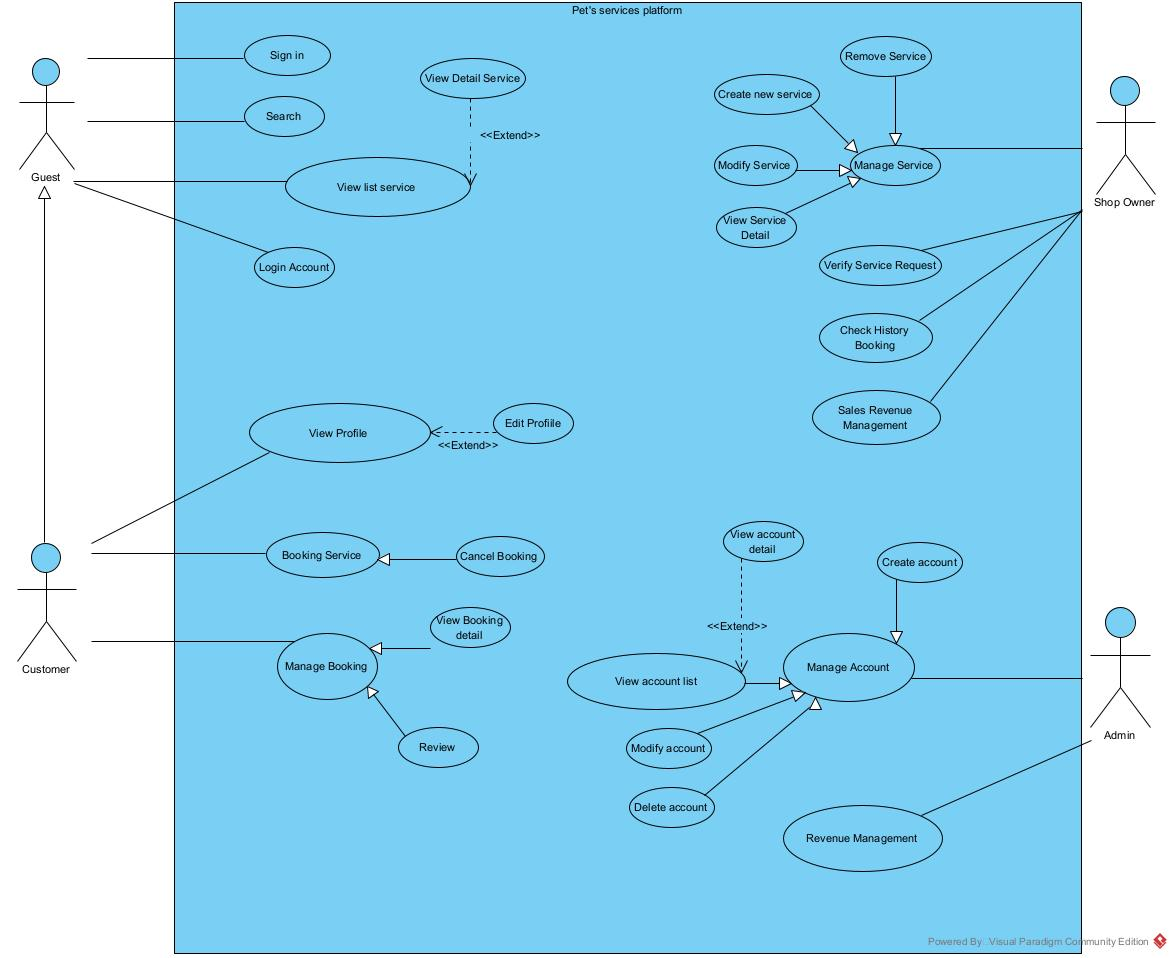 Pet's services platform
Sign in
Search
View Detail Service
<<Extend>>
View list service
Login Account
Guest
Remove Service
Create new service
Modify Service
Manage Service
View Service
Detail
Verify Service Request
Check History
Booking
Sales Revenue
Management
Shop Owner
View Profile
Edit Profiile
<<Extend>>
Booking Service
Cancel Booking
View Booking
detail
Manage Booking
Review
Customer
View account
detail
Create account
<<Extend>>
View account list
Manage Account
Modify account
Delete account
Revenue Management
Admin
Powered By Visual Paradigm Community Edition